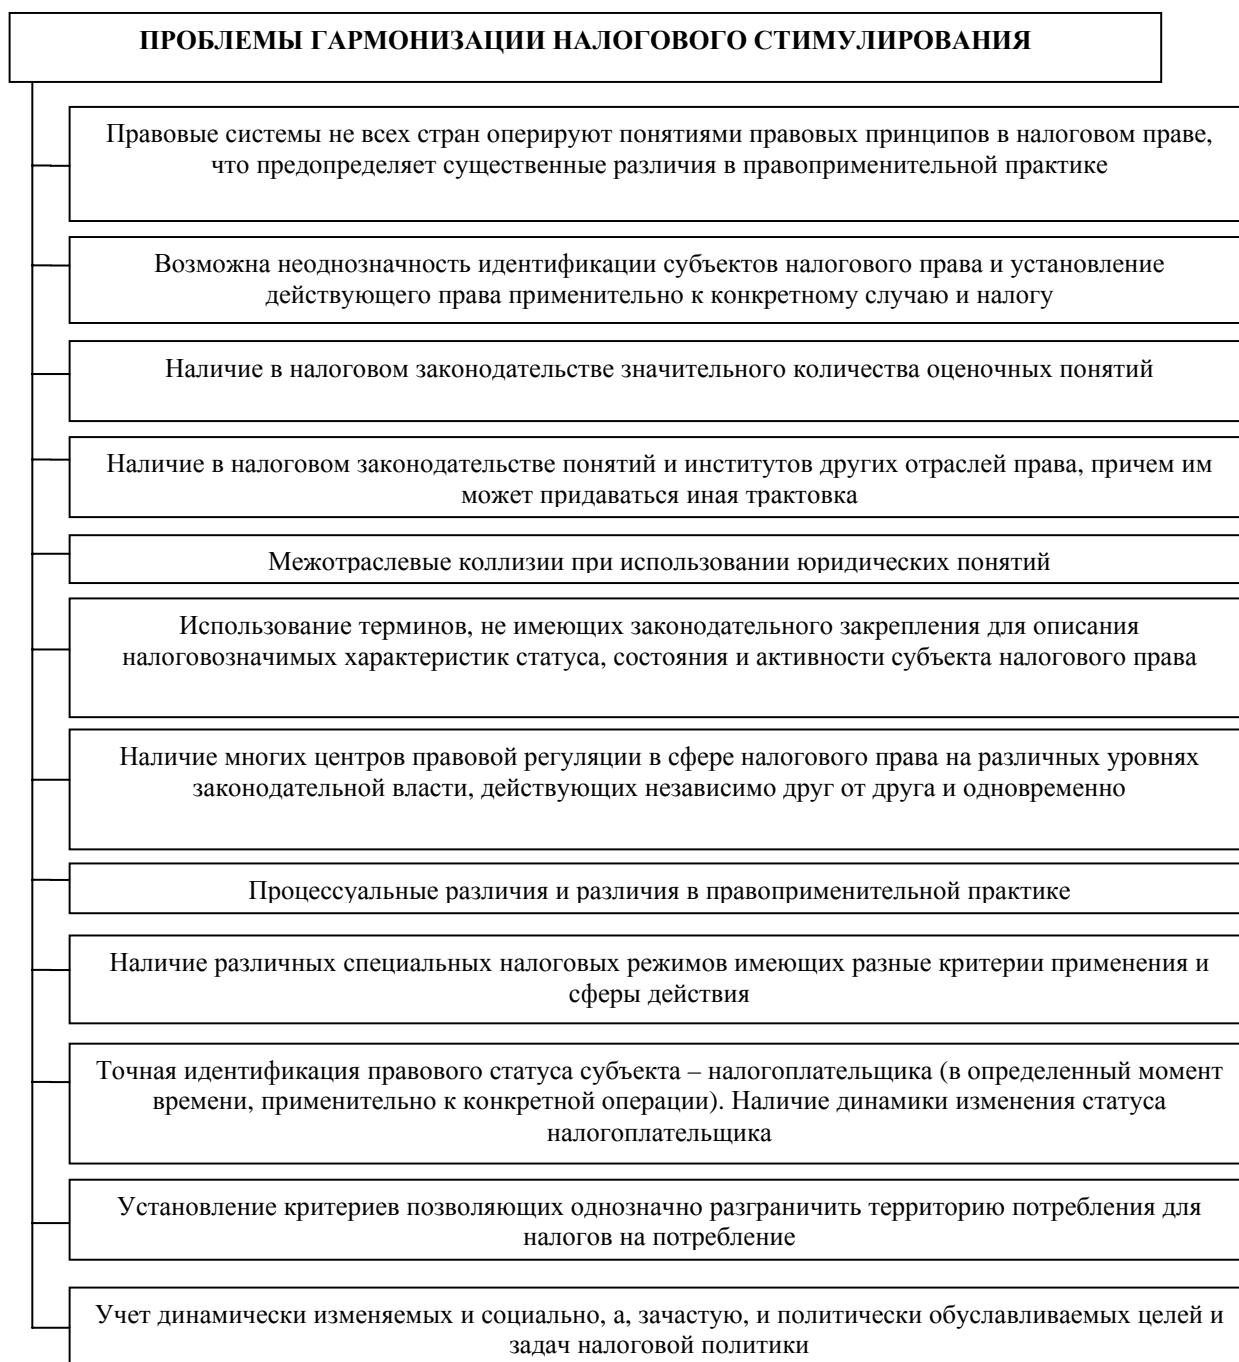 ПРОБЛЕМЫ ГАРМОНИЗАЦИИ НАЛОГОВОГО СТИМУЛИРОВАНИЯ
Правовые системы не всех стран оперируют понятиями правовых принципов в налоговом праве,
что предопределяет существенные различия в правоприменительной практике
Возможна неоднозначность идентификации субъектов налогового права и установление
действующего права применительно к конкретному случаю и налогу
Наличие в налоговом законодательстве значительного количества оценочных понятий
Наличие в налоговом законодательстве понятий и институтов других отраслей права, причем им
может придаваться иная трактовка
Межотраслевые коллизии при использовании юридических понятий
Использование терминов, не имеющих законодательного закрепления для описания
налоговозначимых характеристик статуса, состояния и активности субъекта налогового права
Наличие многих центров правовой регуляции в сфере налогового права на различных уровнях
законодательной власти, действующих независимо друг от друга и одновременно
Процессуальные различия и различия в правоприменительной практике
Наличие различных специальных налоговых режимов имеющих разные критерии применения и
сферы действия
Точная идентификация правового статуса субъекта – налогоплательщика (в определенный момент
времени, применительно к конкретной операции). Наличие динамики изменения статуса
налогоплательщика
Установление критериев позволяющих однозначно разграничить территорию потребления для
налогов на потребление
Учет динамически изменяемых и социально, а, зачастую, и политически обуславливаемых целей и
задач налоговой политики